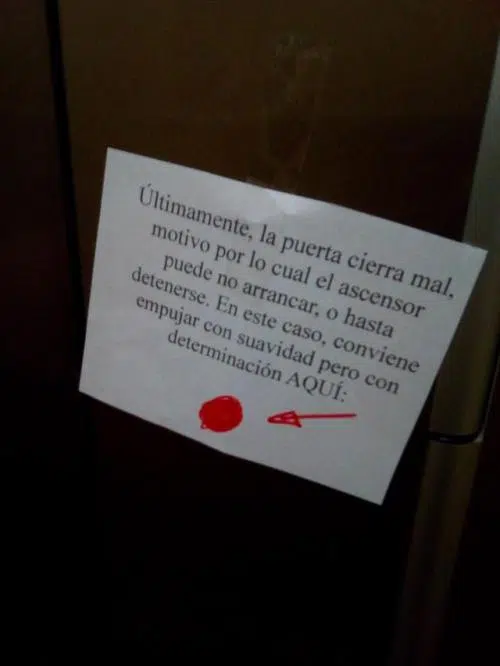 Últimamente, la puerta cierra mal,
motivo por lo cual el ascensor
puede no arrancar, o hasta
detenerse. En este caso, conviene
empujar con suavidad pero con
determinación AQUÍ: